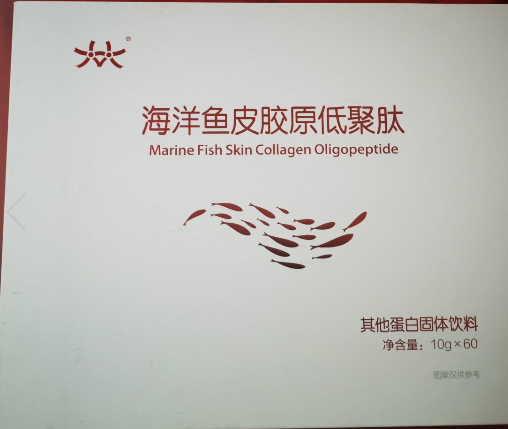 ®
海洋鱼皮胶原低聚肽
Marine Fish Skin Collagen Oligopeptide
其他蛋白固体饮料
净含量：10g×60
图案仅供参考